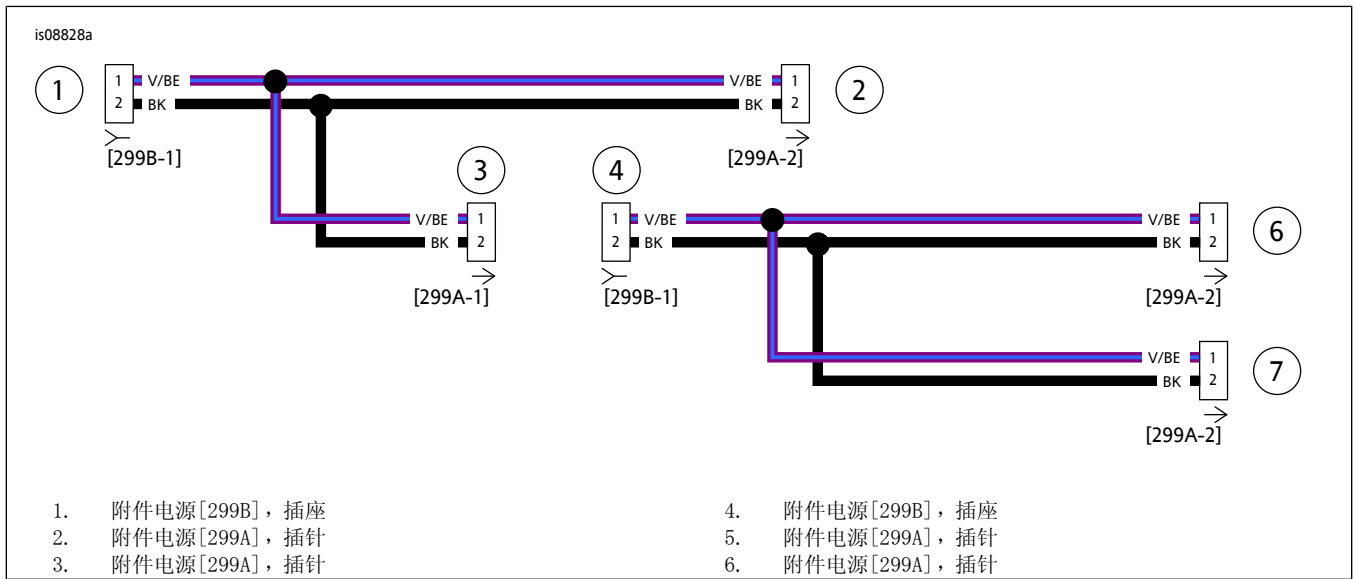 is08828a
1
1 V/BE
2 BK
[299B-1]
V/BE 1
BK 2
[299A-2]
2
3
V/BE 1
BK 2
[299A-1]
4
1 V/BE
2 BK
[299B-1]
V/BE 1
BK 2
[299A-2]
6
V/BE 1
BK 2
[299A-2]
7
1. 附件电源[299B]，插座
2. 附件电源[299A]，插针
3. 附件电源[299A]，插针
4. 附件电源[299B]，插座
5. 附件电源[299A]，插针
6. 附件电源[299A]，插针